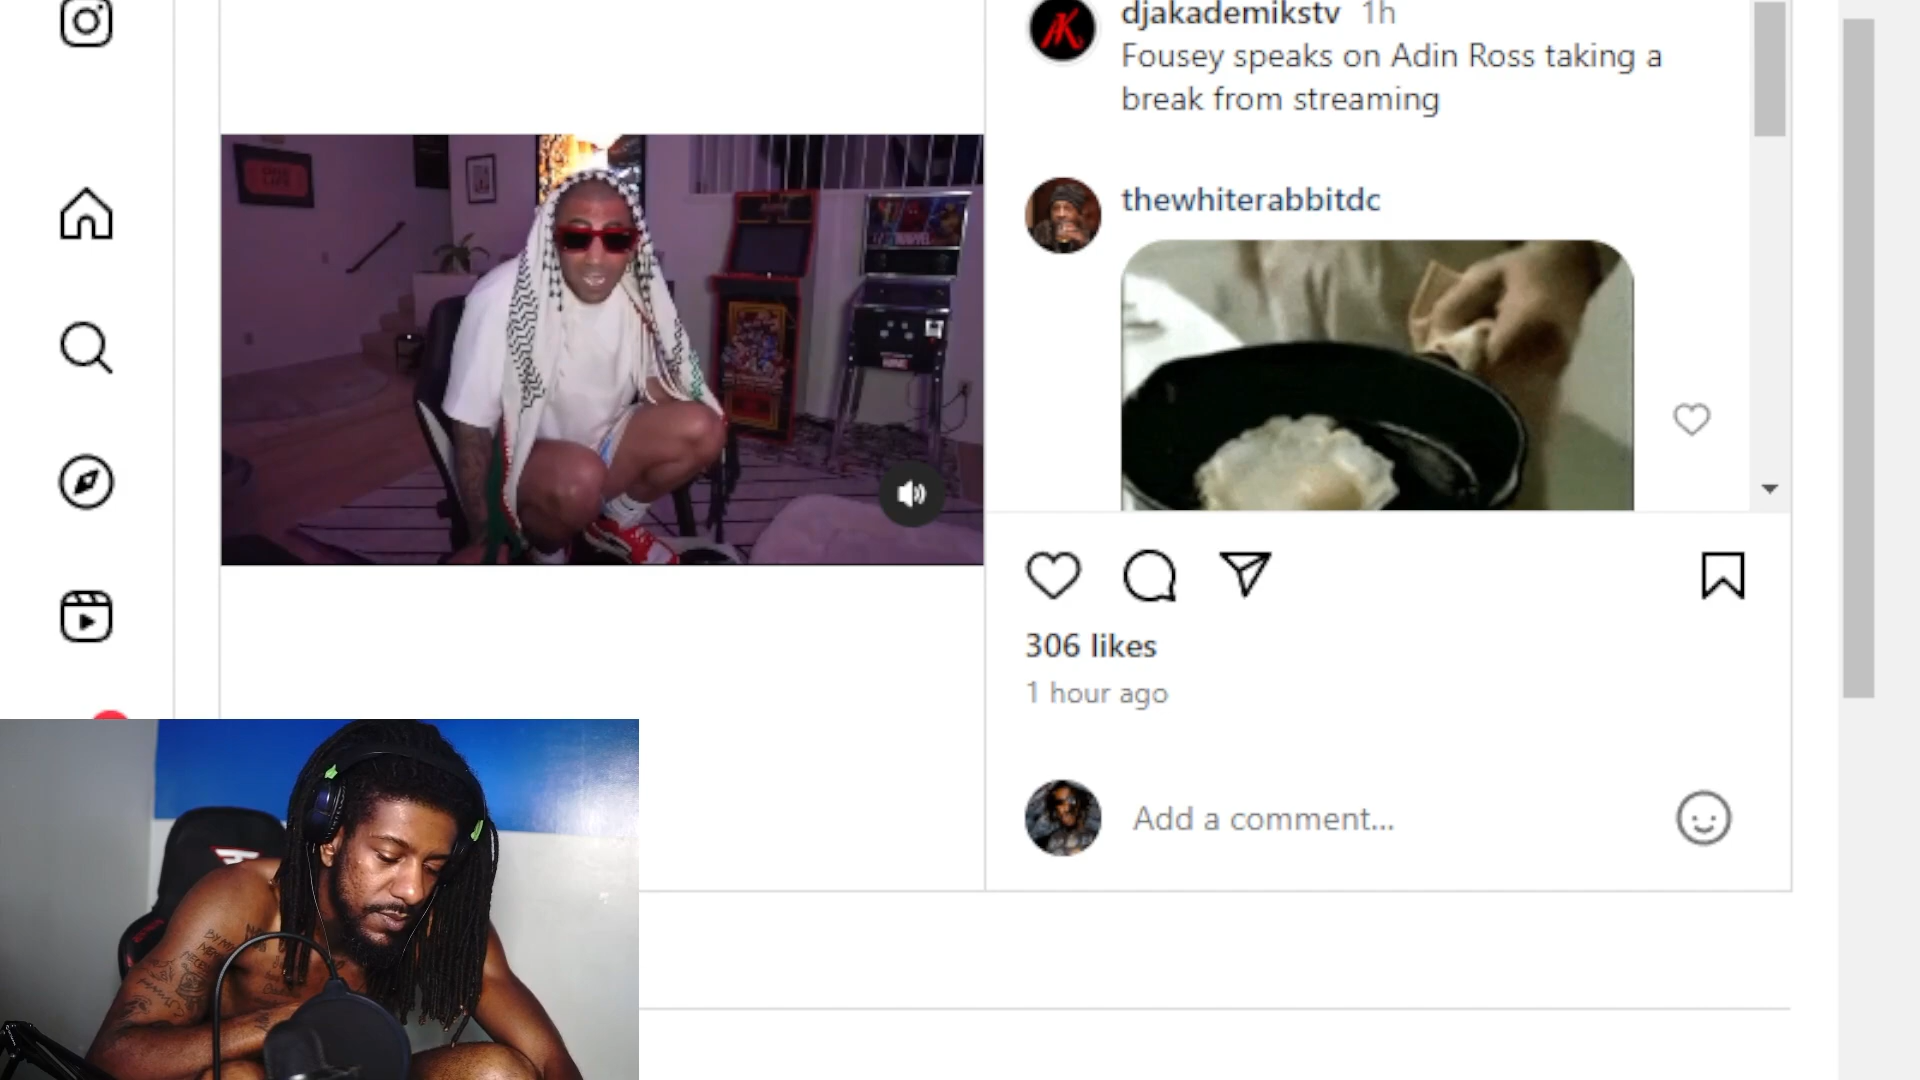 djakademikstv 1h
Fousey speaks on Adin Ross taking a
break from streaming
thewhiterabbitdc
306 likes
1 hour ago
Add a comment...
MARVEL